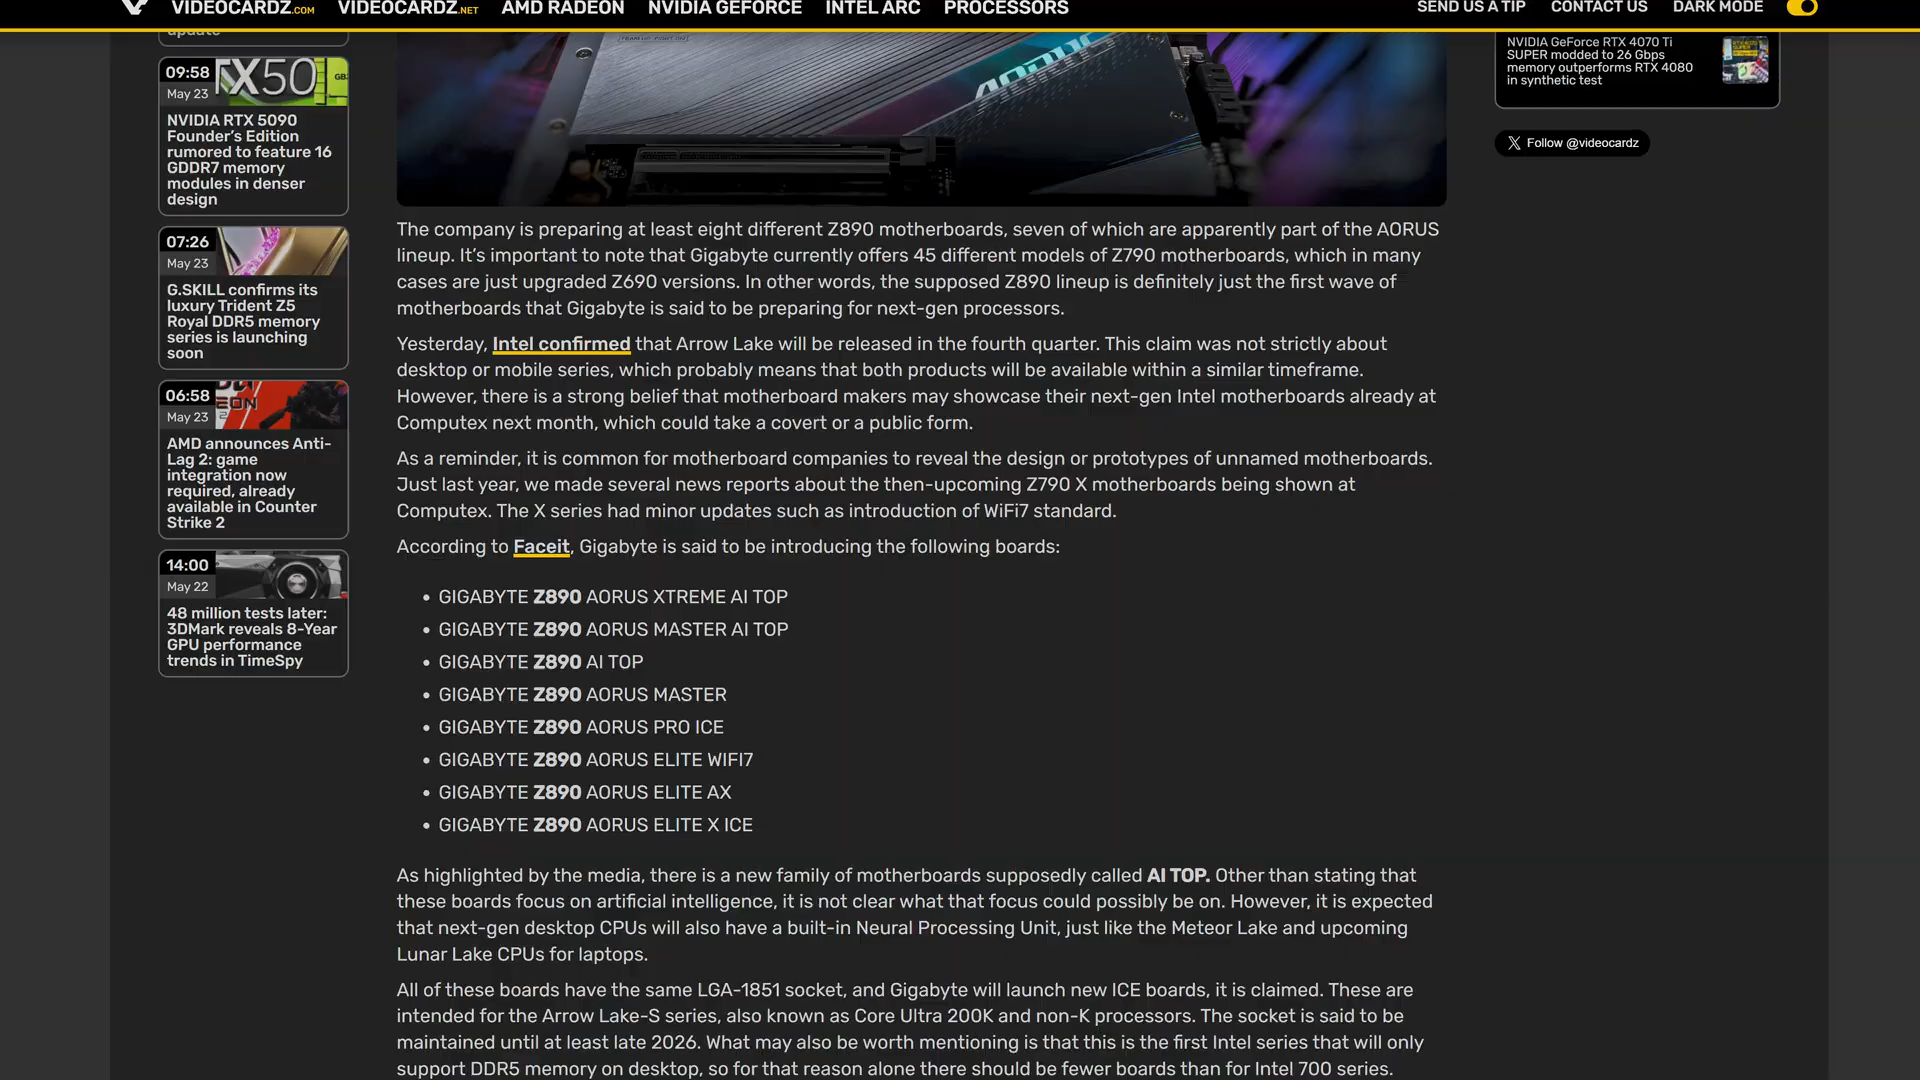 VIDEOCARDZ.COM VIDEOCARDZ.NET AMD RADEON NVIDIA GEFORCE INTEL ARC PROCESSORS SEND US A TIP CONTACT US DARK MODE
update
09:58
May 23
NVIDIA RTX 5090
Founder's Edition
rumored to feature 16
GDDR7 memory
modules in denser
design
07:26
May 23
G.SKILL confirms its
luxury Trident Z5
Royal DDR5 memory
series is launching
soon
06:58
May 23
AMD announces Anti-
Lag 2: game
integration now
required, already
available in Counter
Strike 2
14:00
May 22
48 million tests later:
3DMark reveals 8-Year
GPU performance
trends in TimeSpy
AORUS
The company is preparing at least eight different Z890 motherboards, seven of which are apparently part of the AORUS
lineup. It's important to note that Gigabyte currently offers 45 different models of Z790 motherboards, which in many
cases are just upgraded Z690 versions. In other words, the supposed Z890 lineup is definitely just the first wave of
motherboards that Gigabyte is said to be preparing for next-gen processors.
Yesterday, Intel confirmed that Arrow Lake will be released in the fourth quarter. This claim was not strictly about
desktop or mobile series, which probably means that both products will be available within a similar timeframe.
However, there is a strong belief that motherboard makers may showcase their next-gen Intel motherboards already at
Computex next month, which could take a covert or a public form.
As a reminder, it is common for motherboard companies to reveal the design or prototypes of unnamed motherboards.
Just last year, we made several news reports about the then-upcoming Z790 X motherboards being shown at
Computex. The X series had minor updates such as introduction of WiFi7 standard.
According to Faceit, Gigabyte is said to be introducing the following boards:
• GIGABYTE Z890 AORUS XTREME AI TOP
• GIGABYTE Z890 AORUS MASTER AI TOP
• GIGABYTE Z890 AI TOP
• GIGABYTE Z890 AORUS MASTER
• GIGABYTE Z890 AORUS PRO ICE
• GIGABYTE Z890 AORUS ELITE WIFI7
• GIGABYTE Z890 AORUS ELITE AX
• GIGABYTE Z890 AORUS ELITE X ICE
As highlighted by the media, there is a new family of motherboards supposedly called AI TOP. Other than stating that
these boards focus on artificial intelligence, it is not clear what that focus could possibly be on. However, it is expected
that next-gen desktop CPUs will also have a built-in Neural Processing Unit, just like the Meteor Lake and upcoming
Lunar Lake CPUs for laptops.
All of these boards have the same LGA-1851 socket, and Gigabyte will launch new ICE boards, it is claimed. These are
intended for the Arrow Lake-S series, also known as Core Ultra 200K and non-K processors. The socket is said to be
maintained until at least late 2026. What may also be worth mentioning is that this is the first Intel series that will only
support DDR5 memory on desktop, so for that reason alone there should be fewer boards than for Intel 700 series.
NVIDIA GeForce RTX 4070 Ti
SUPER modded to 26 Gbps
memory outperforms RTX 4080
in synthetic test
Follow @videocardz